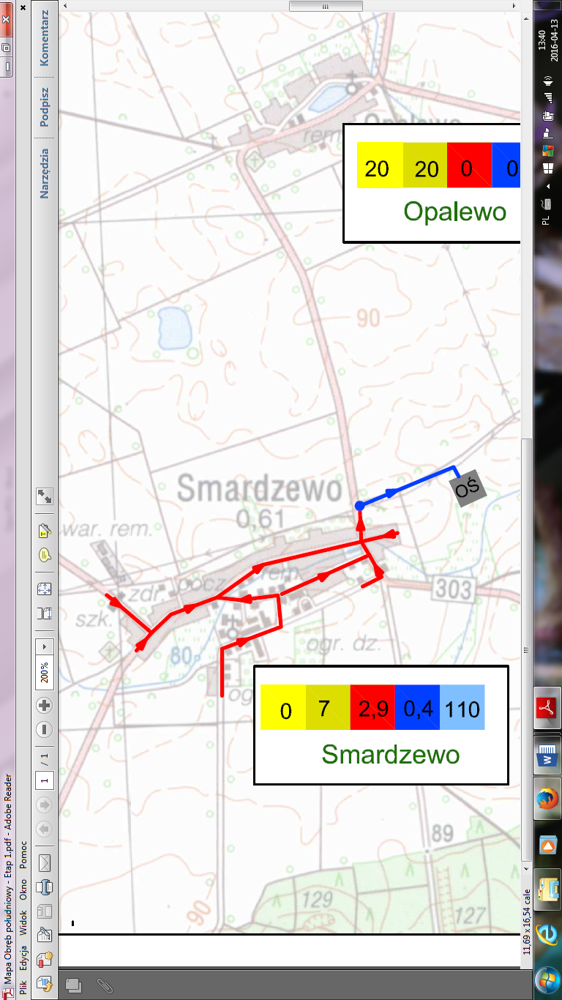 Mapa Obręb południowy - Etap 1.pdf - Adobe Reader
Plik Edycja Widok Okno Pomoc
1 / 1
200%
Narzędzia
Podpisz
Komentarz
Opalewo
rem
20 20 0 0
Opalewo
90
OŚ
Smardzewo
0,61
war. rem.
zdr. pocz.
rem
303
szk.
80
ogr. dz.
og
0 7 2,9 0,4 110
Smardzewo
89
129
127
90
11,69 x 16,54 cale
PL
13:40
2016-04-13